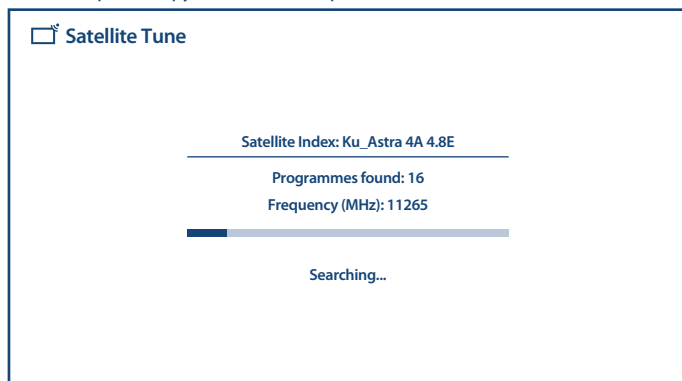 Satellite Tune
Satellite Index: Ku_Astra 4A 4.8E
Programmes found: 16
Frequency (MHz): 11265
Searching...